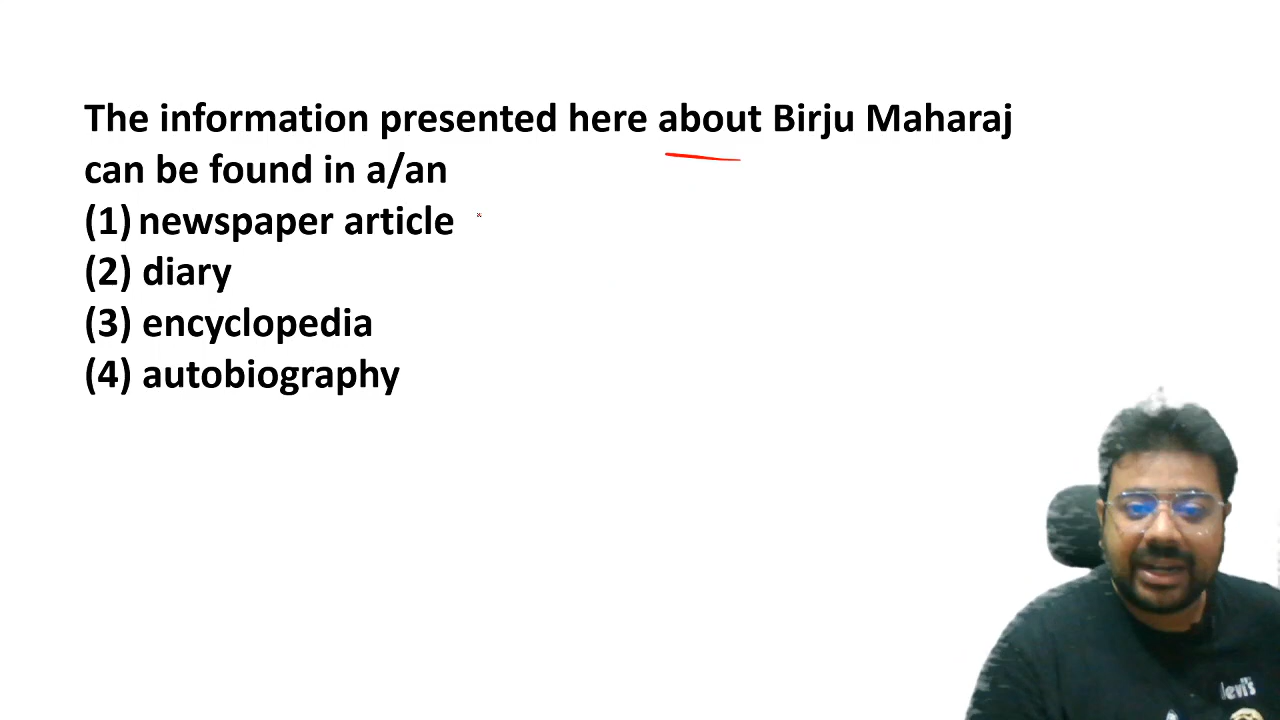 The information presented here about Birju Maharaj
can be found in a/an
(1) newspaper article
(2) diary
(3) encyclopedia
(4) autobiography
levi's